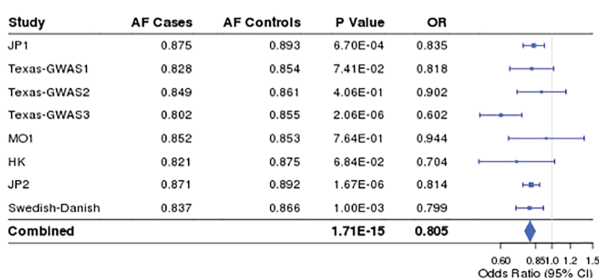 Study AF Cases AF Controls P Value OR
JP1 0.875 0.893 6.70E-04 0.835
Texas-GWAS1 0.828 0.854 7.41E-02 0.818
Texas-GWAS2 0.849 0.861 4.06E-01 0.902
Texas-GWAS3 0.802 0.855 2.06E-06 0.602
MO1 0.852 0.853 7.64E-01 0.944
HK 0.821 0.875 6.84E-02 0.704
JP2 0.871 0.892 1.67E-06 0.814
Swedish-Danish 0.837 0.866 1.00E-03 0.799
Combined 1.71E-15 0.805
0.60 0.851.0 1.2 1.5
Odds Ratio (95% CI)